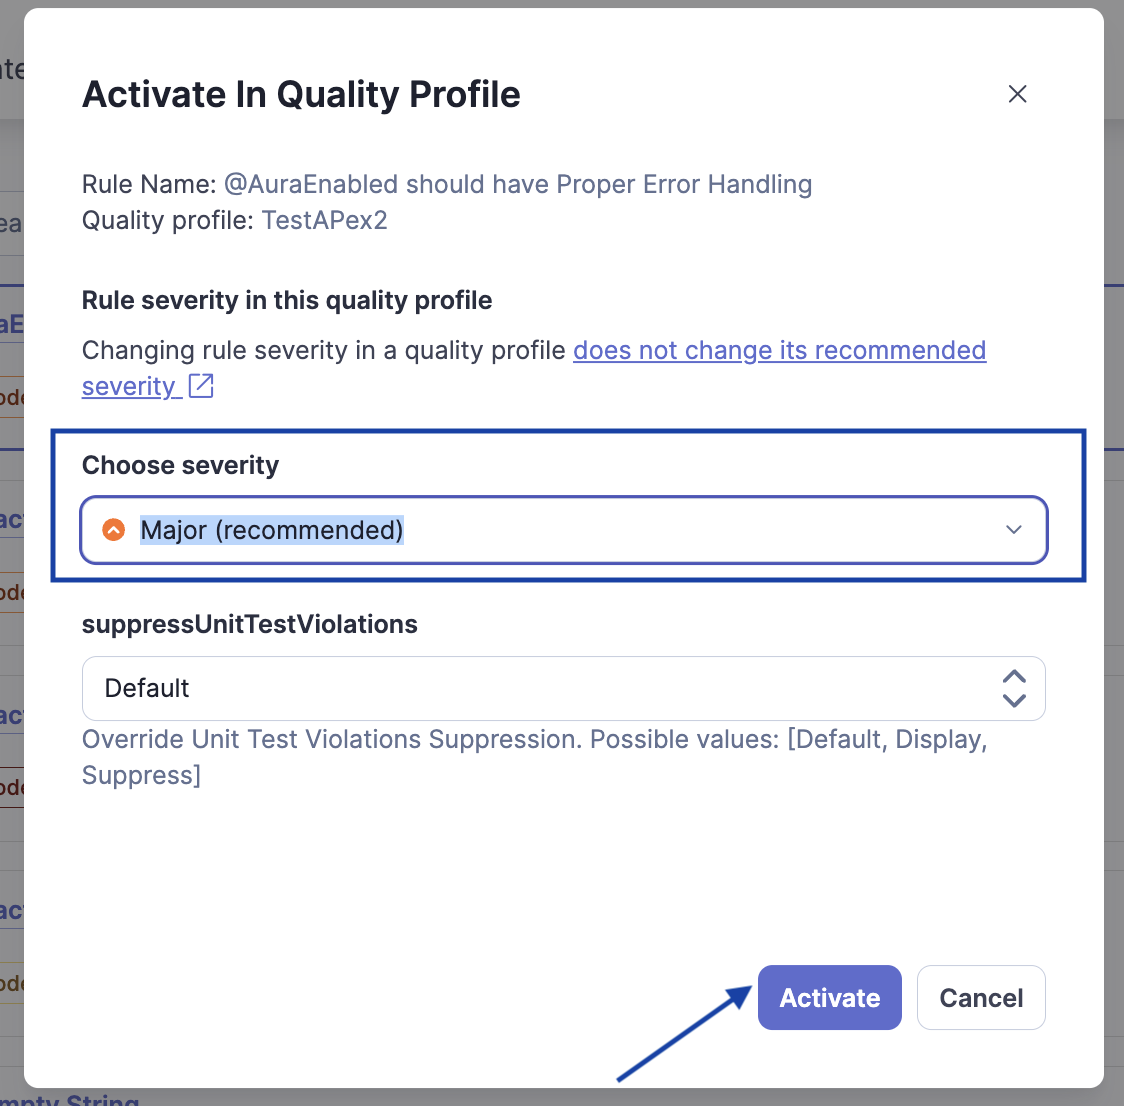 Activate In Quality Profile
Rule Name: @AuraEnabled should have Proper Error Handling
Quality profile: TestAPex2
Rule severity in this quality profile
Changing rule severity in a quality profile does not change its recommended
severity
Choose severity
Major (recommended)
suppressUnitTestViolations
Default
Override Unit Test Violations Suppression. Possible values: [Default, Display,
Suppress]
Activate
Cancel
String